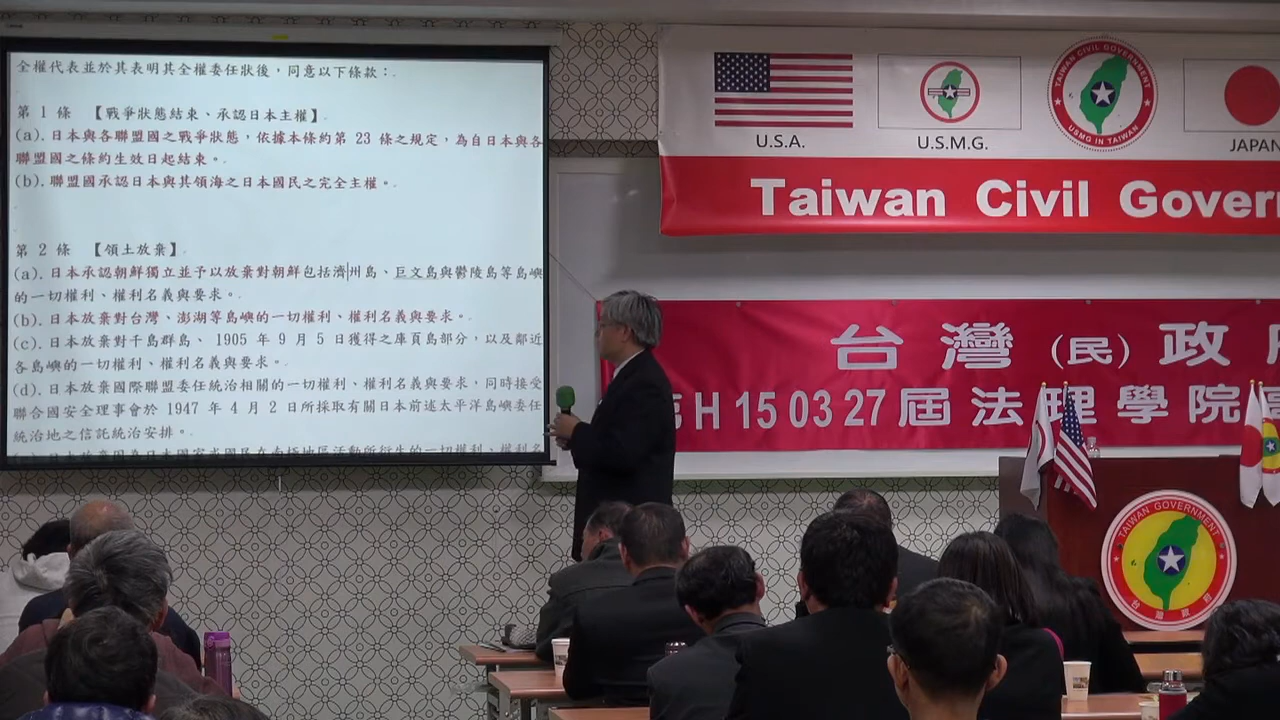 全權代表並於其表明其全權委任狀後，同意以下條款：
第 1 條 【戰爭狀態結束、承認日本主權】
(a). 日本與各聯盟國之戰爭狀態，依據本條約第 23 條之規定，為自日本與各
聯盟國之條約生效日起結束。
(b). 聯盟國承認日本與其領海之日本國民之完全主權。
第 2 條 【領土放棄】
(a). 日本承認朝鮮獨立並予以放棄對朝鮮包括濟州島、巨文島與鬱陵島等島嶼
的一切權利、權利名義與要求。
(b). 日本放棄對台灣、澎湖等島嶼的一切權利、權利名義與要求。
(c). 日本放棄對千島群島、 1905 年 9 月 5 日獲得之庫頁島部分，以及鄰近
各島嶼的一切權利、權利名義與要求。
(d). 日本放棄國際聯盟委任統治相關的一切權利、權利名義與要求，同時接受
聯合國安全理事會於 1947 年 4 月 2 日所採取有關日本前述太平洋島嶼委任
統治地之信託統治安排。
U.S.A.
U.S.M.G.
TAIWAN CIVIL GOVERNMENT
USMG IN TAIWAN
JAPAN
Taiwan Civil Govern
台灣(民)政府
H 15 03 27 屆法理學院
TAIWAN GOVERNMENT
台灣政府